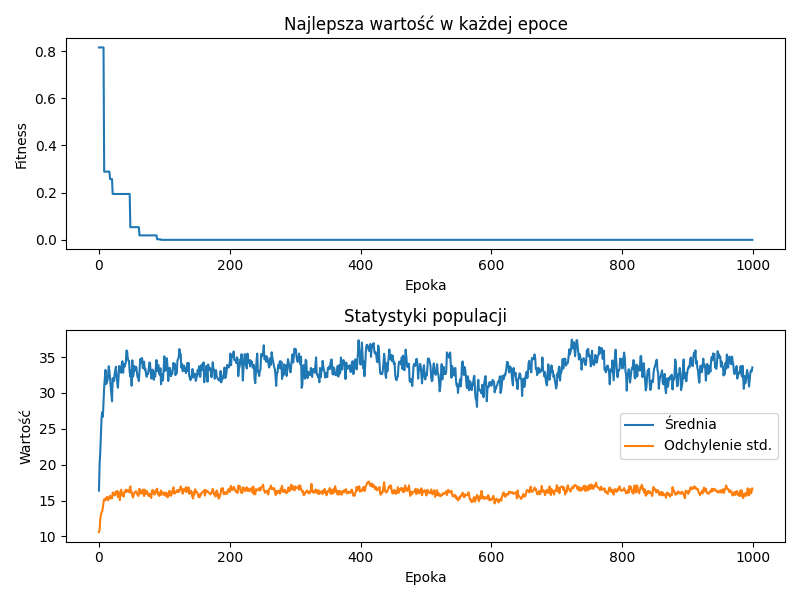 Najlepsza wartość w każdej epoce
0.8
0.6
0.4
0.2
0.0
Fitness
0 200 400 600 800 1000
Epoka
Statystyki populacji
35
30
25
20
15
10
Wartość
Średnia
Odchylenie std.
0 200 400 600 800 1000
Epoka